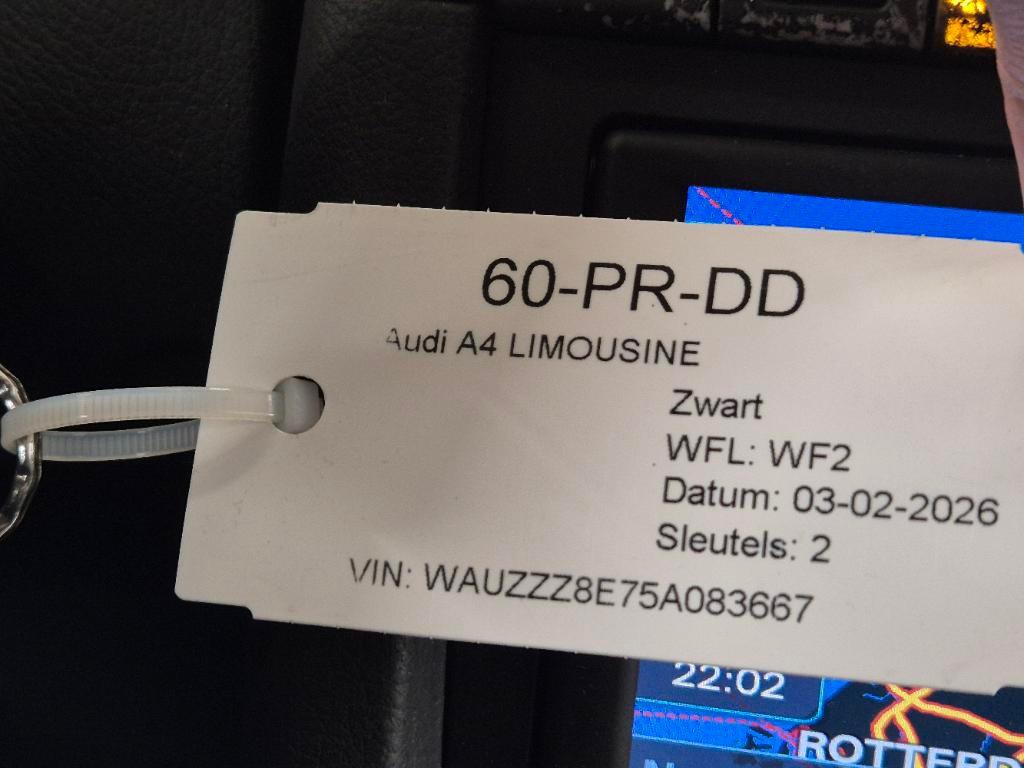 60-PR-DD
Audi A4 LIMOUSINE
Zwart
WFL: WF2
Datum: 03-02-2026
Sleutels: 2
VIN: WAUZZZ8E75A083667
22:02